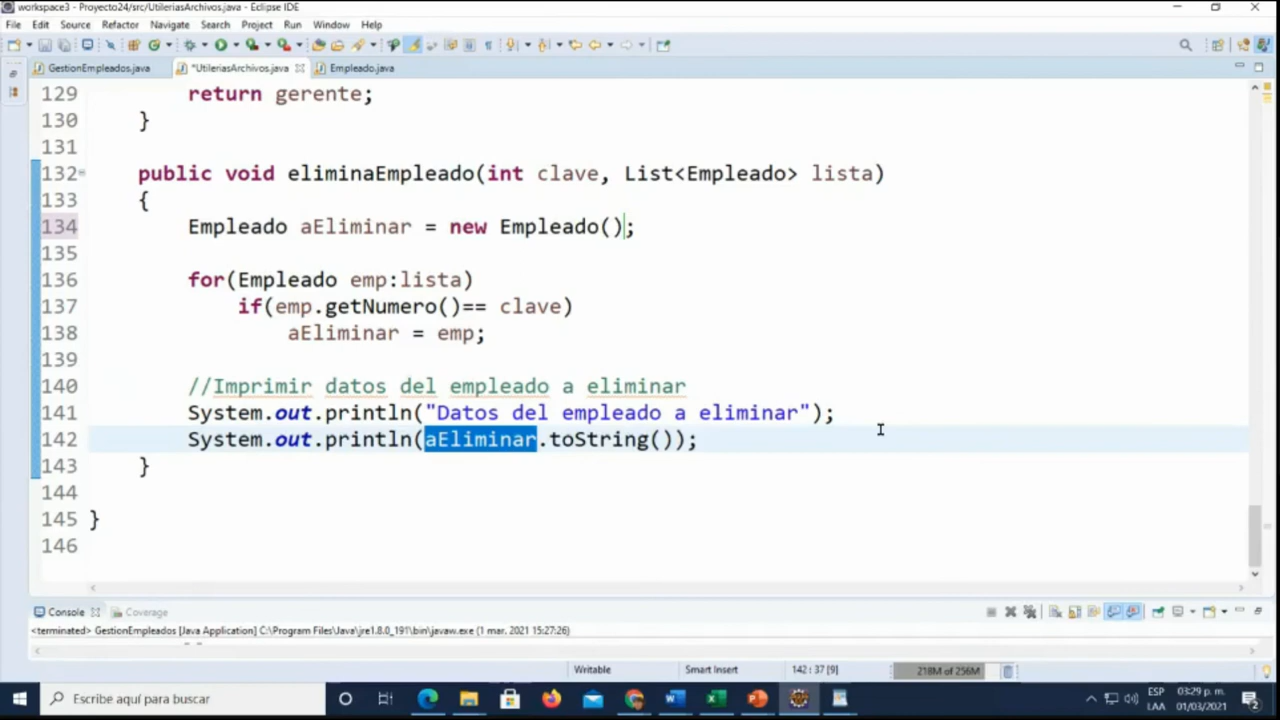 workspace3 - Proyecto24/src/UtileriasArchivos.java - Eclipse IDE
File Edit Source Refactor Navigate Search Project Run Window Help
GestionEmpleados.java *UtileriasArchivos.java Empleado.java
129 return gerente;
130 }
131
132 public void eliminaEmpleado(int clave, List<Empleado> lista)
133 {
134 Empleado aEliminar = new Empleado();
135
136 for(Empleado emp:lista)
137 if(emp.getNumero()== clave)
138 aEliminar = emp;
139
140 //Imprimir datos del empleado a eliminar
141 System.out.println("Datos del empleado a eliminar");
142 System.out.println(aEliminar.toString());
143 }
144
145 }
146
Console Coverage
<terminated> GestionEmpleados [Java Application] C:\Program Files\Java\jre1.8.0_191\bin\javaw.exe (1 mar. 2021 15:27:26)
Writable Smart Insert 142 : 37 [9] 218M of 256M
Escribe aquí para buscar
ESP 03:29 p. m.
LAA 01/03/2021
2